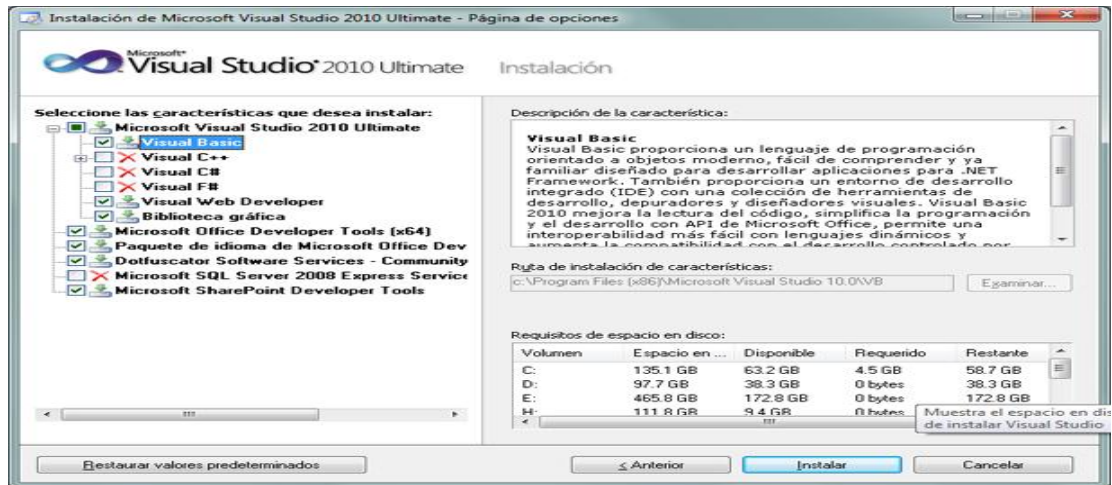 Instalación de Microsoft Visual Studio 2010 Ultimate - Página de opciones
Microsoft®
Visual Studio® 2010 Ultimate
Instalación
Seleccione las características que desea instalar:
Microsoft Visual Studio 2010 Ultimate
Visual Basic
Visual C++
Visual C#
Visual F#
Visual Web Developer
Biblioteca gráfica
Microsoft Office Developer Tools (x64)
Paquete de idioma de Microsoft Office Dev
Dotfuscator Software Services - Community
Microsoft SQL Server 2008 Express Service
Microsoft SharePoint Developer Tools
Descripción de la característica:
Visual Basic
Visual Basic proporciona un lenguaje de programación
orientado a objetos moderno, fácil de comprender y ya
familiar diseñado para desarrollar aplicaciones para .NET
Framework. También proporciona un entorno de desarrollo
integrado (IDE) con una colección de herramientas de
desarrollo, depuradores y diseñadores visuales. Visual Basic
2010 mejora la lectura del código, simplifica la programación
y el desarrollo con API de Microsoft Office, permite una
interoperabilidad más fácil con lenguajes dinámicos y
aumenta la compatibilidad con el desarrollo controlado por
Ruta de instalación de características:
c:\Program Files (x86)\Microsoft Visual Studio 10.0\VB
Examinar...
Requisitos de espacio en disco:
Volumen Espacio en ... Disponible Requerido Restante
C: 135.1 GB 63.2 GB 4.5 GB 58.7 GB
D: 97.7 GB 38.3 GB 0 bytes 38.3 GB
E: 465.8 GB 172.8 GB 0 bytes 172.8 GB
H: 111.8 GB 9.4 GB 0 bytes
Muestra el espacio en dis
de instalar Visual Studio
Restaurar valores predeterminados
< Anterior
Instalar
Cancelar